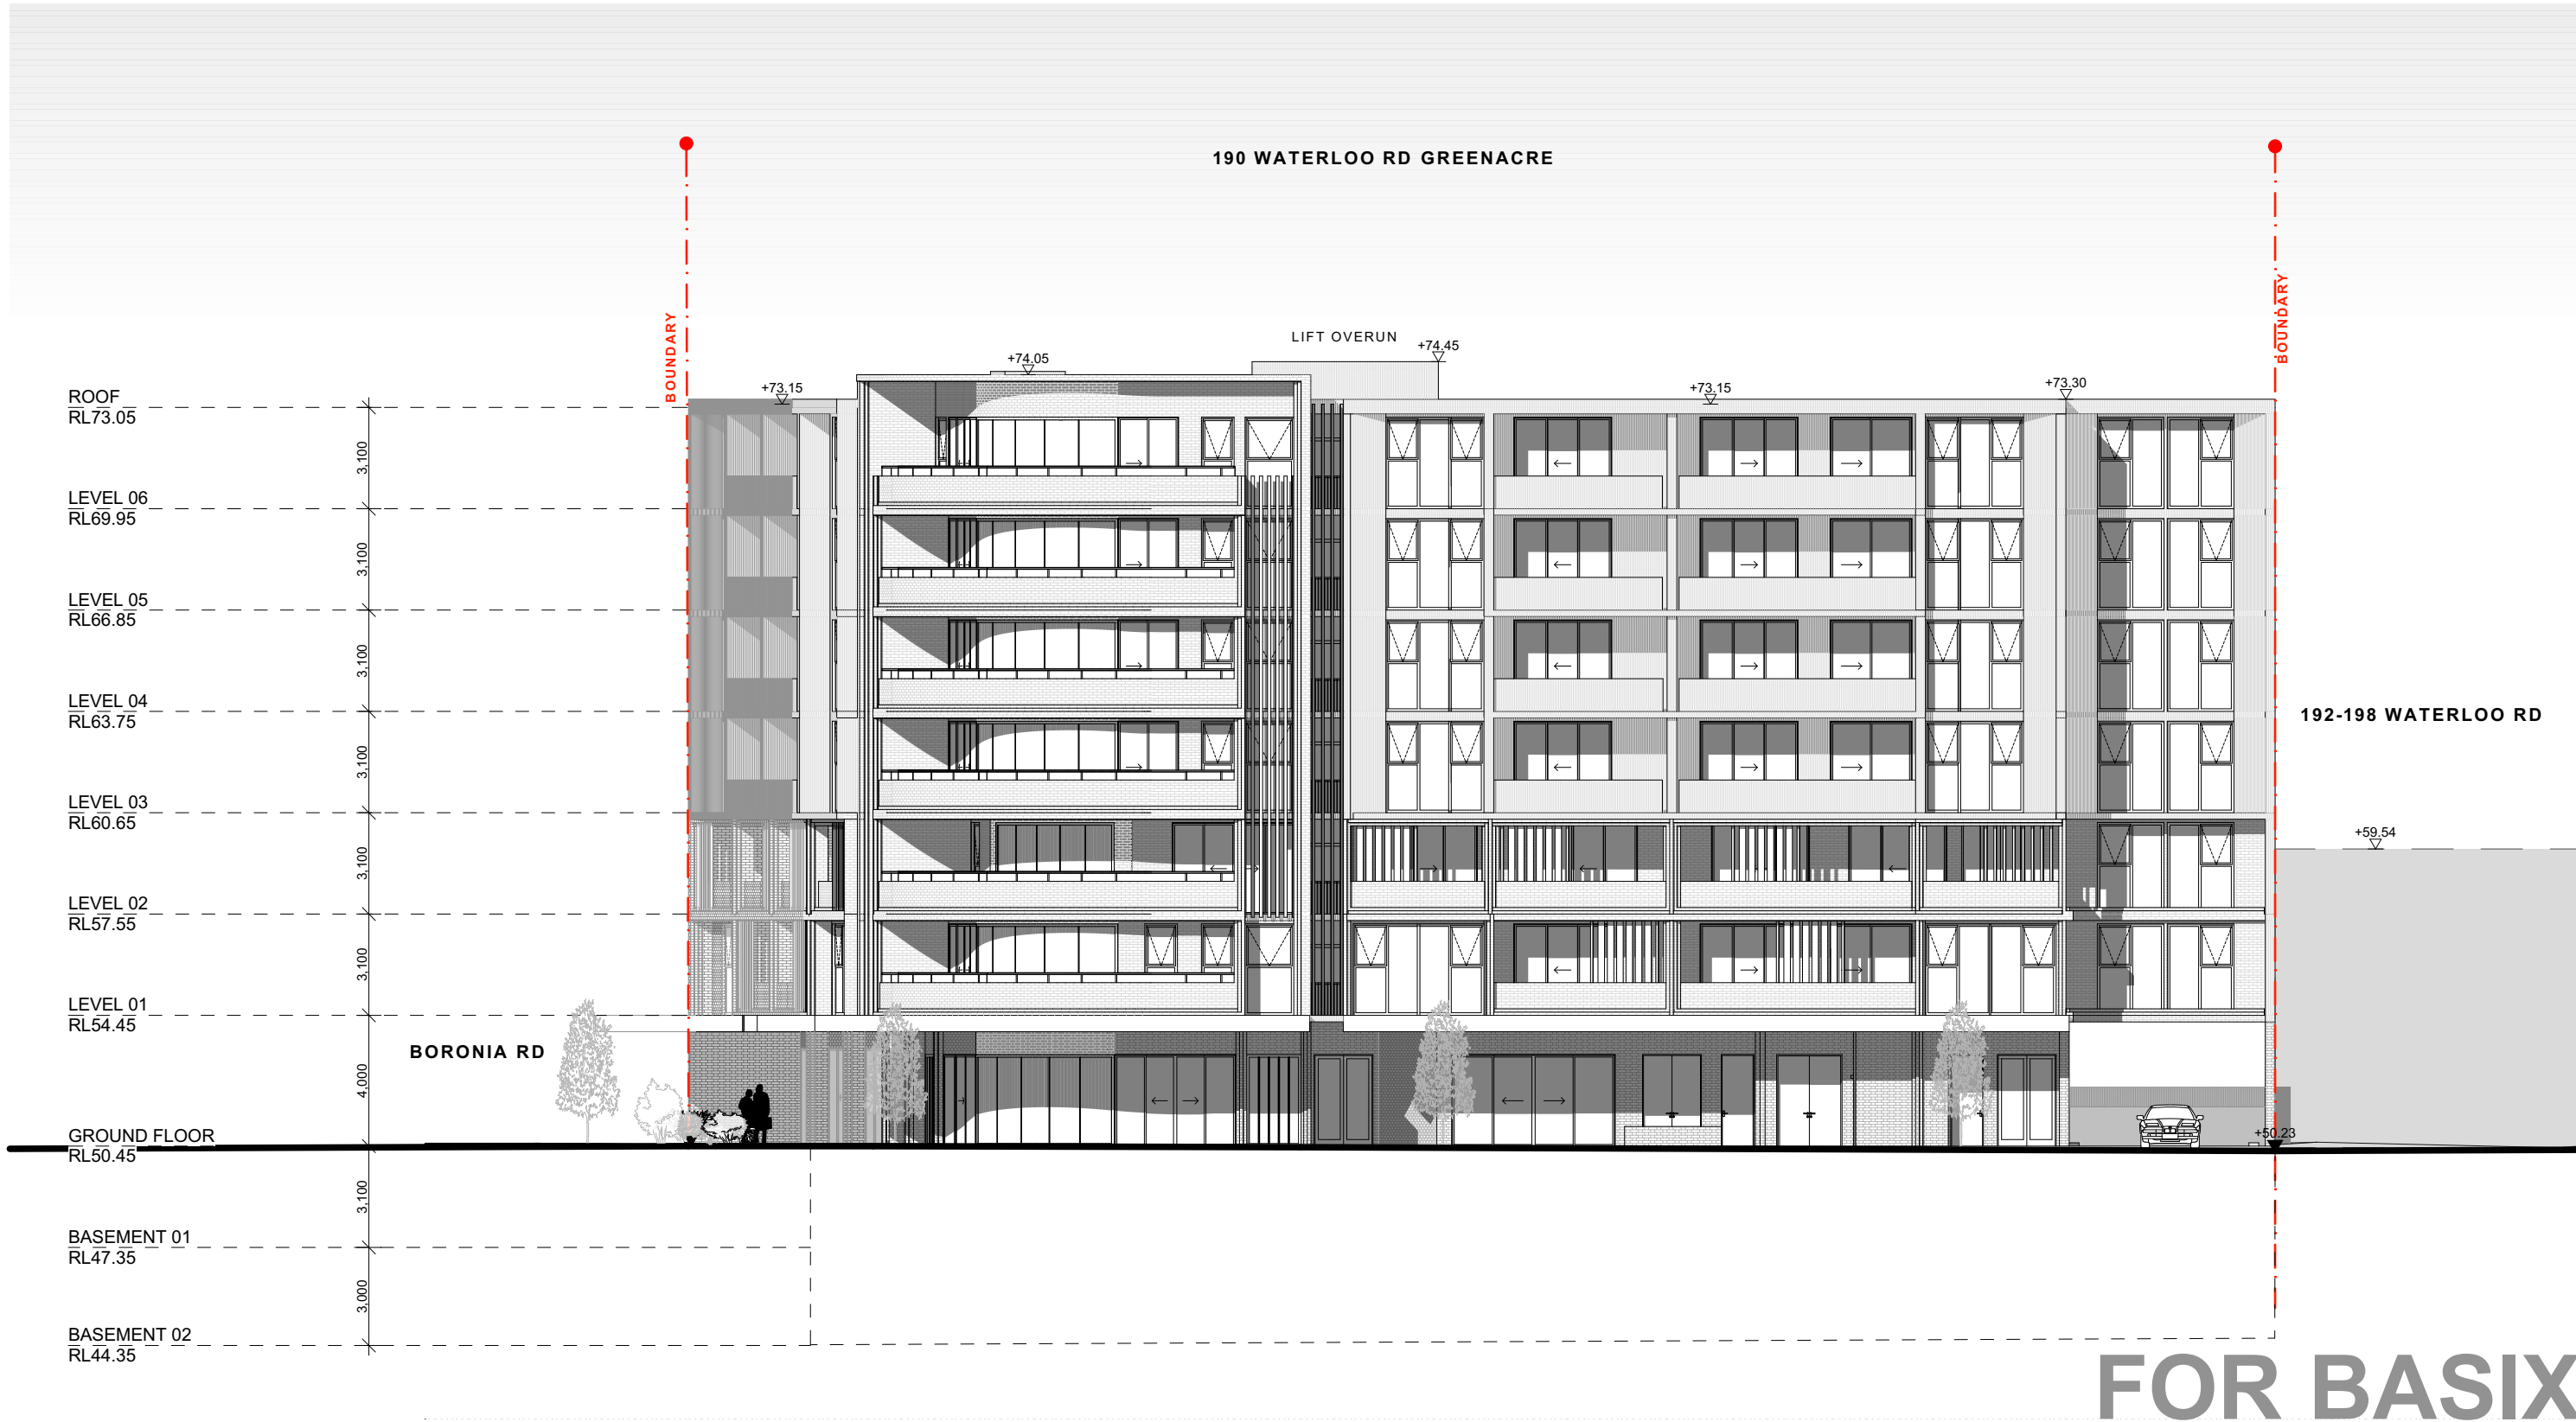 190 WATERLOO RD GREENACRE
BOUNDARY
BOUNDARY
LIFT OVERUN
+74.45
+74.05
+73.15
+73.15
+73.30
ROOF
RL73.05
3,100
LEVEL 06
RL69.95
3,100
LEVEL 05
RL66.85
3,100
LEVEL 04
RL63.75
192-198 WATERLOO RD
3,100
LEVEL 03
RL60.65
+59.54
3,100
LEVEL 02
RL57.55
3,100
LEVEL 01
RL54.45
BORONIA RD
4,000
GROUND FLOOR
RL50.45
+50.23
3,100
BASEMENT 01
RL47.35
3,000
BASEMENT 02
RL44.35
FOR BASIX